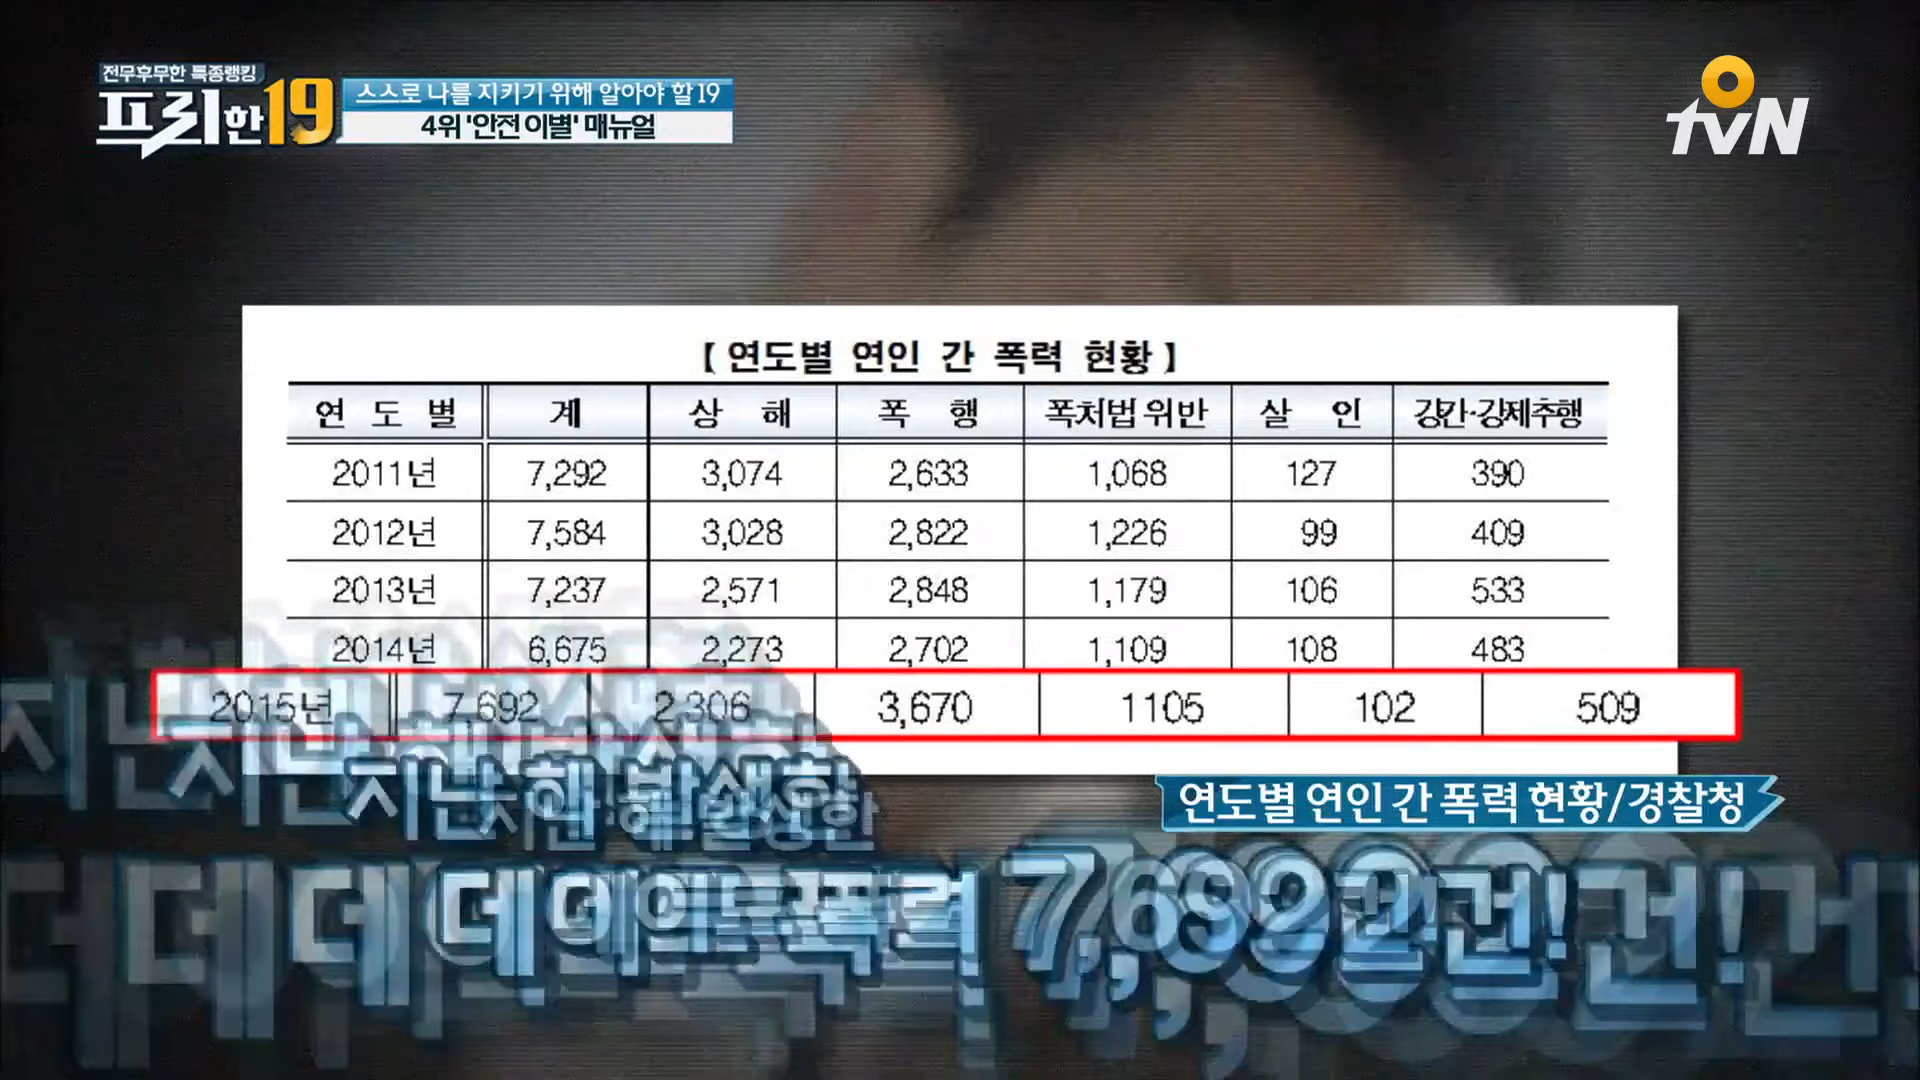 전무후무한 특종랭킹
프리한19
스스로 나를 지키기 위해 알아야 할 19
4위 '안전 이별' 매뉴얼
tvN
[ 연도별 연인 간 폭력 현황 ]
연도별 계 상해 폭행 폭처법 위반 살인 강간·강제추행
2011년 7,292 3,074 2,633 1,068 127 390
2012년 7,584 3,028 2,822 1,226 99 409
2013년 7,237 2,571 2,848 1,179 106 533
2014년 6,675 2,273 2,702 1,109 108 483
2015년 7,692 2,306 3,670 1105 102 509
연도별 연인 간 폭력 현황/경찰청
지난 해 발생한
데이트 폭력 7,692건!